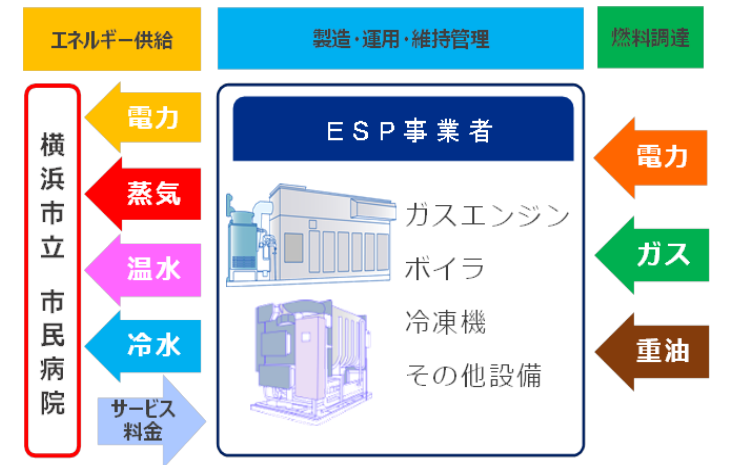 エネルギー供給
製造・運用・維持管理
燃料調達
横浜市立 市民病院
電力
蒸気
温水
冷水
サービス
料金
ESP事業者
ガスエンジン
ボイラ
冷凍機
その他設備
電力
ガス
重油